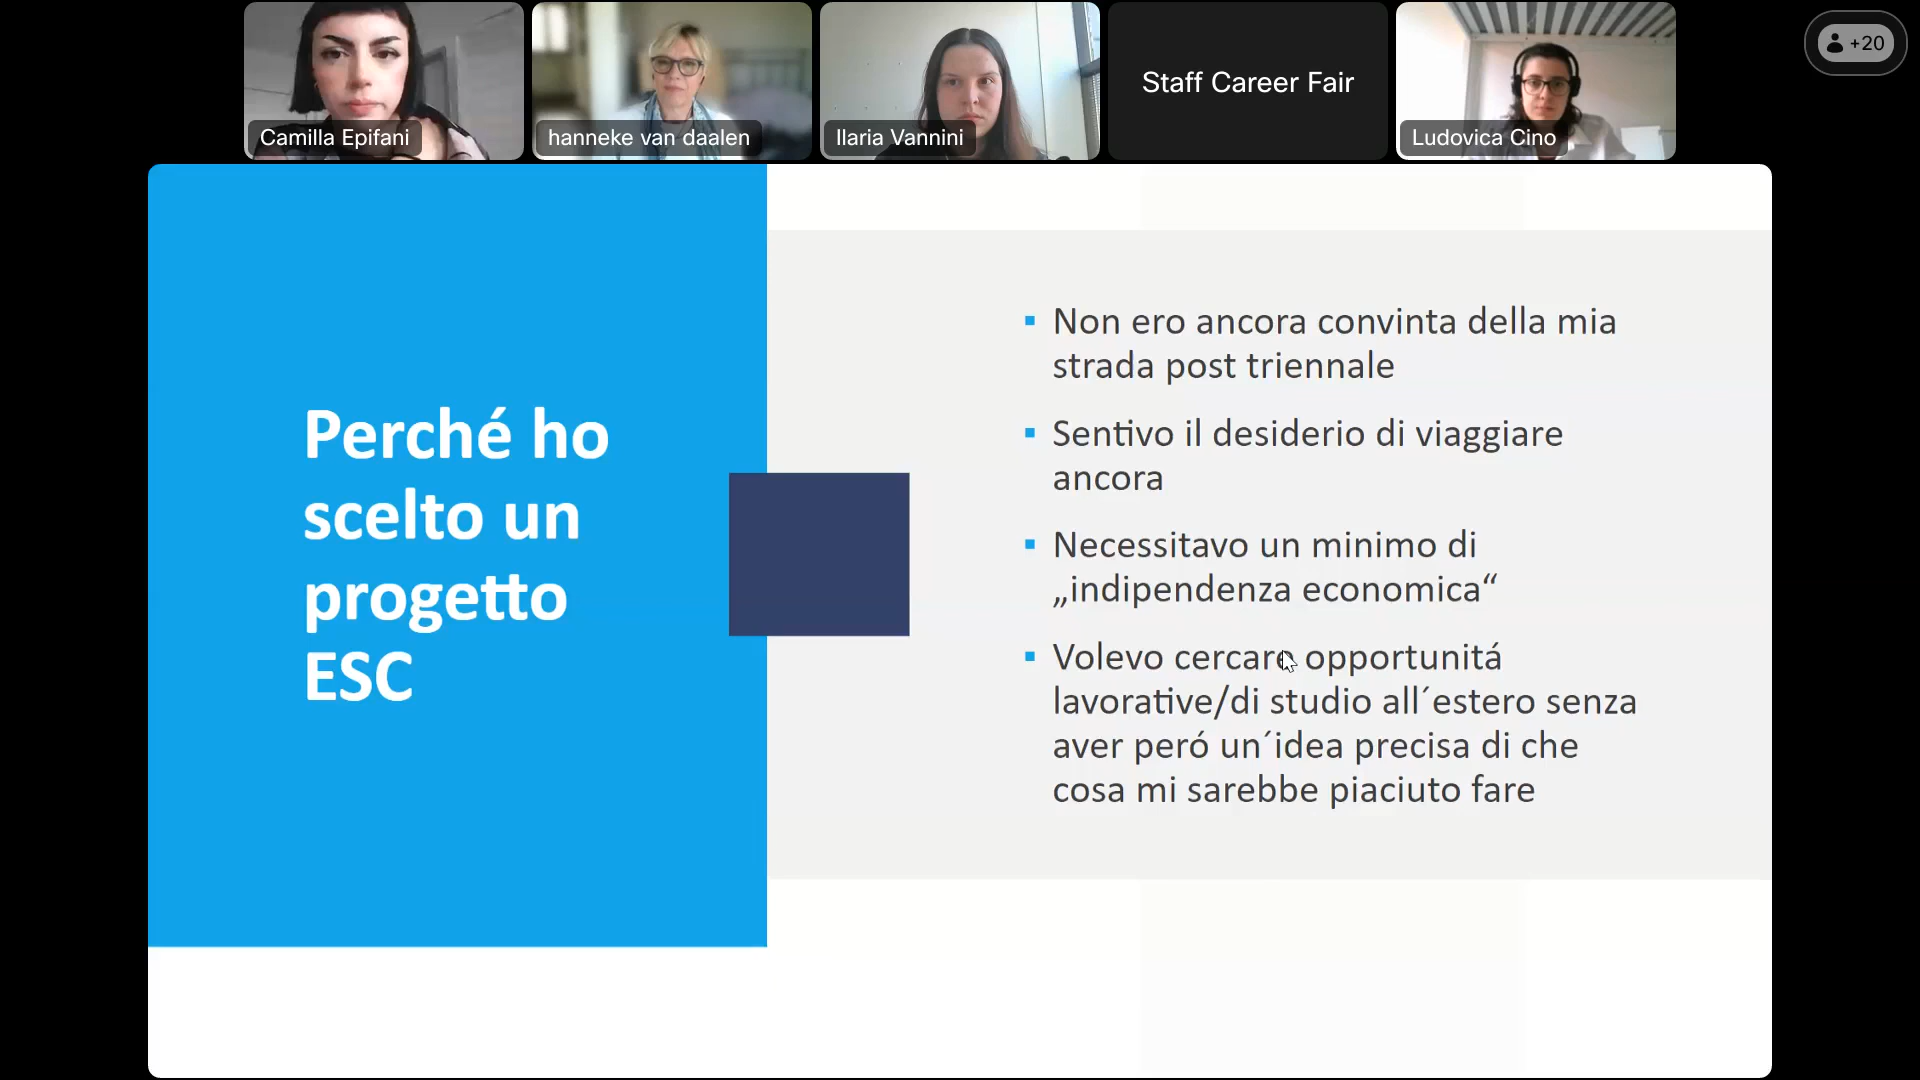 Camilla Epifani
hanneke van daalen
Ilaria Vannini
Staff Career Fair
Ludovica Cino
+20
Perché ho
scelto un
progetto
ESC
Non ero ancora convinta della mia
strada post triennale
Sentivo il desiderio di viaggiare
ancora
Necessitavo un minimo di
„indipendenza economica“
Volevo cercare opportunitá
lavorative/di studio all´estero senza
aver peró un´idea precisa di che
cosa mi sarebbe piaciuto fare